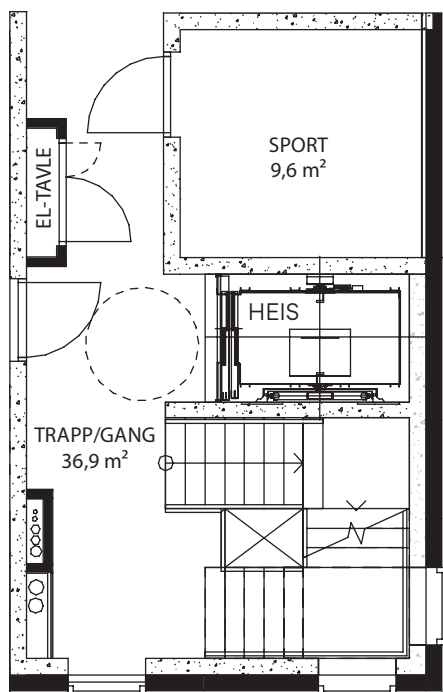 SPORT
9,6 m²
EL-TAVLE
HEIS
TRAPP/GANG
36,9 m²